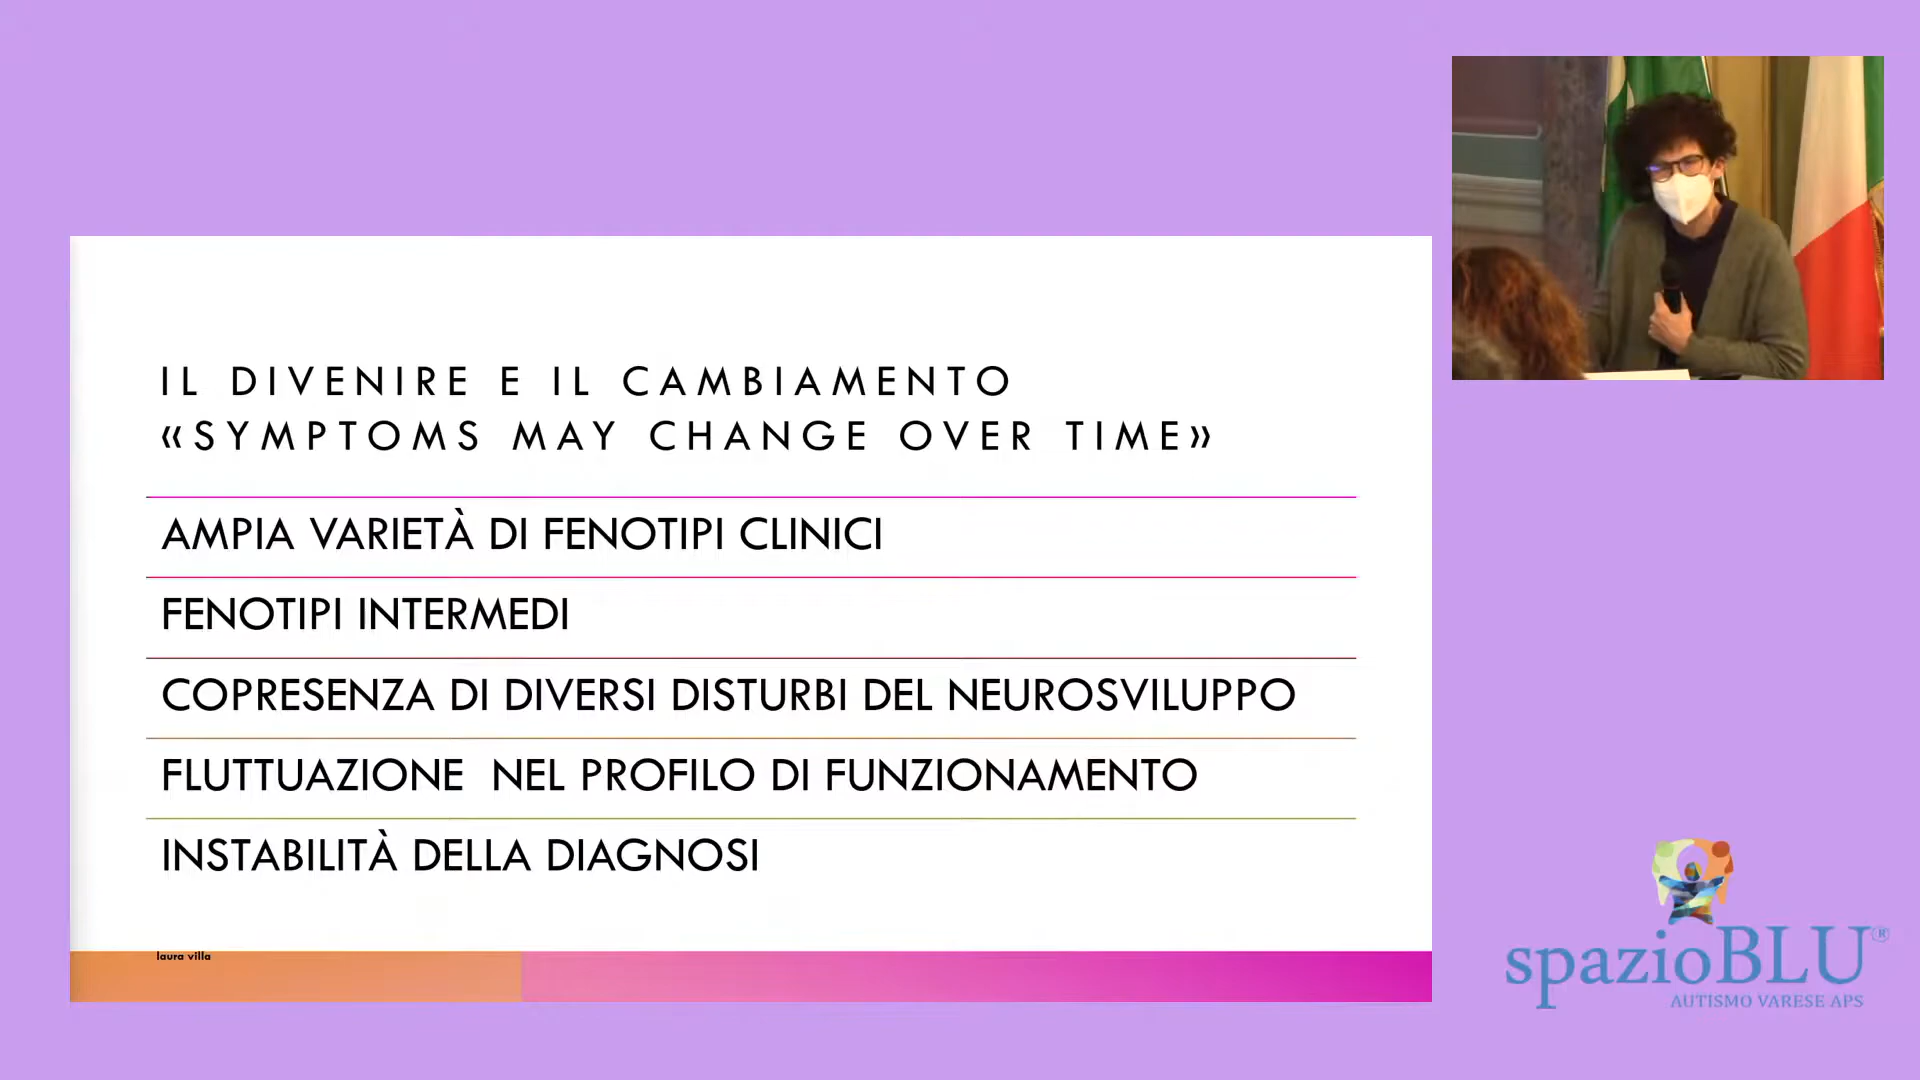 IL DIVENIRE E IL CAMBIAMENTO
«SYMPTOMS MAY CHANGE OVER TIME»
AMPIA VARIETÀ DI FENOTIPI CLINICI
FENOTIPI INTERMEDI
COPRESENZA DI DIVERSI DISTURBI DEL NEUROSVILUPPO
FLUTTUAZIONE NEL PROFILO DI FUNZIONAMENTO
INSTABILITÀ DELLA DIAGNOSI
laura villa
spazioBLU®
AUTISMO VARESE APS